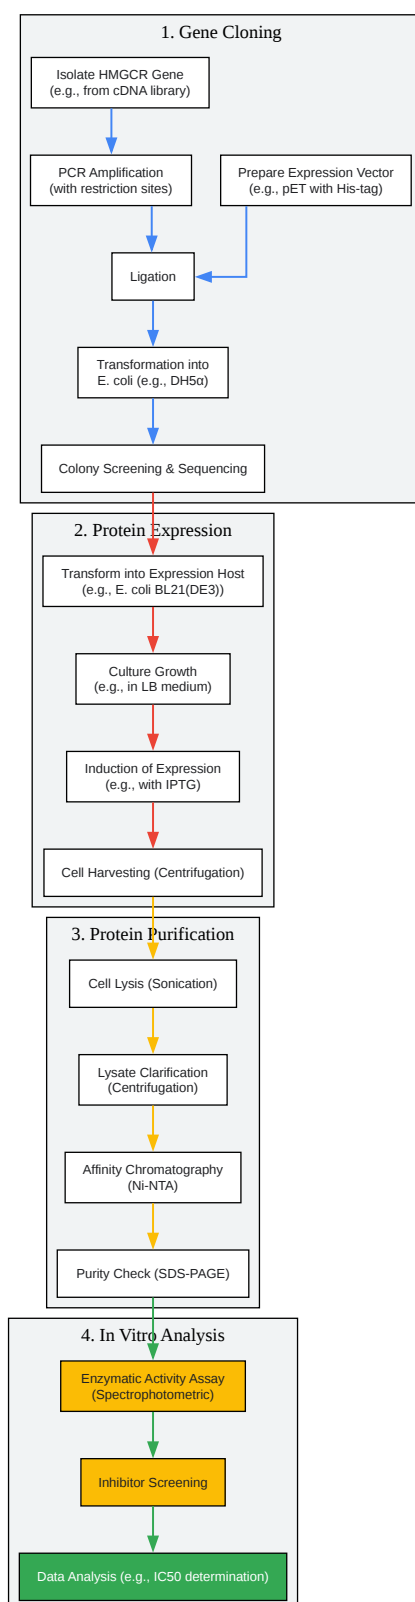 1. Gene Cloning
Isolate HMGCR Gene
(e.g., from cDNA library)
PCR Amplification
(with restriction sites)
Prepare Expression Vector
(e.g., pET with His-tag)
Ligation
Transformation into
E. coli (e.g., DH5α)
Colony Screening & Sequencing
2. Protein Expression
Transform into Expression Host
(e.g., E. coli BL21(DE3))
Culture Growth
(e.g., in LB medium)
Induction of Expression
(e.g., with IPTG)
Cell Harvesting (Centrifugation)
3. Protein Purification
Cell Lysis (Sonication)
Lysate Clarification
(Centrifugation)
Affinity Chromatography
(Ni-NTA)
Purity Check (SDS-PAGE)
4. In Vitro Analysis
Enzymatic Activity Assay
(Spectrophotometric)
Inhibitor Screening
Data Analysis (e.g., IC50 determination)